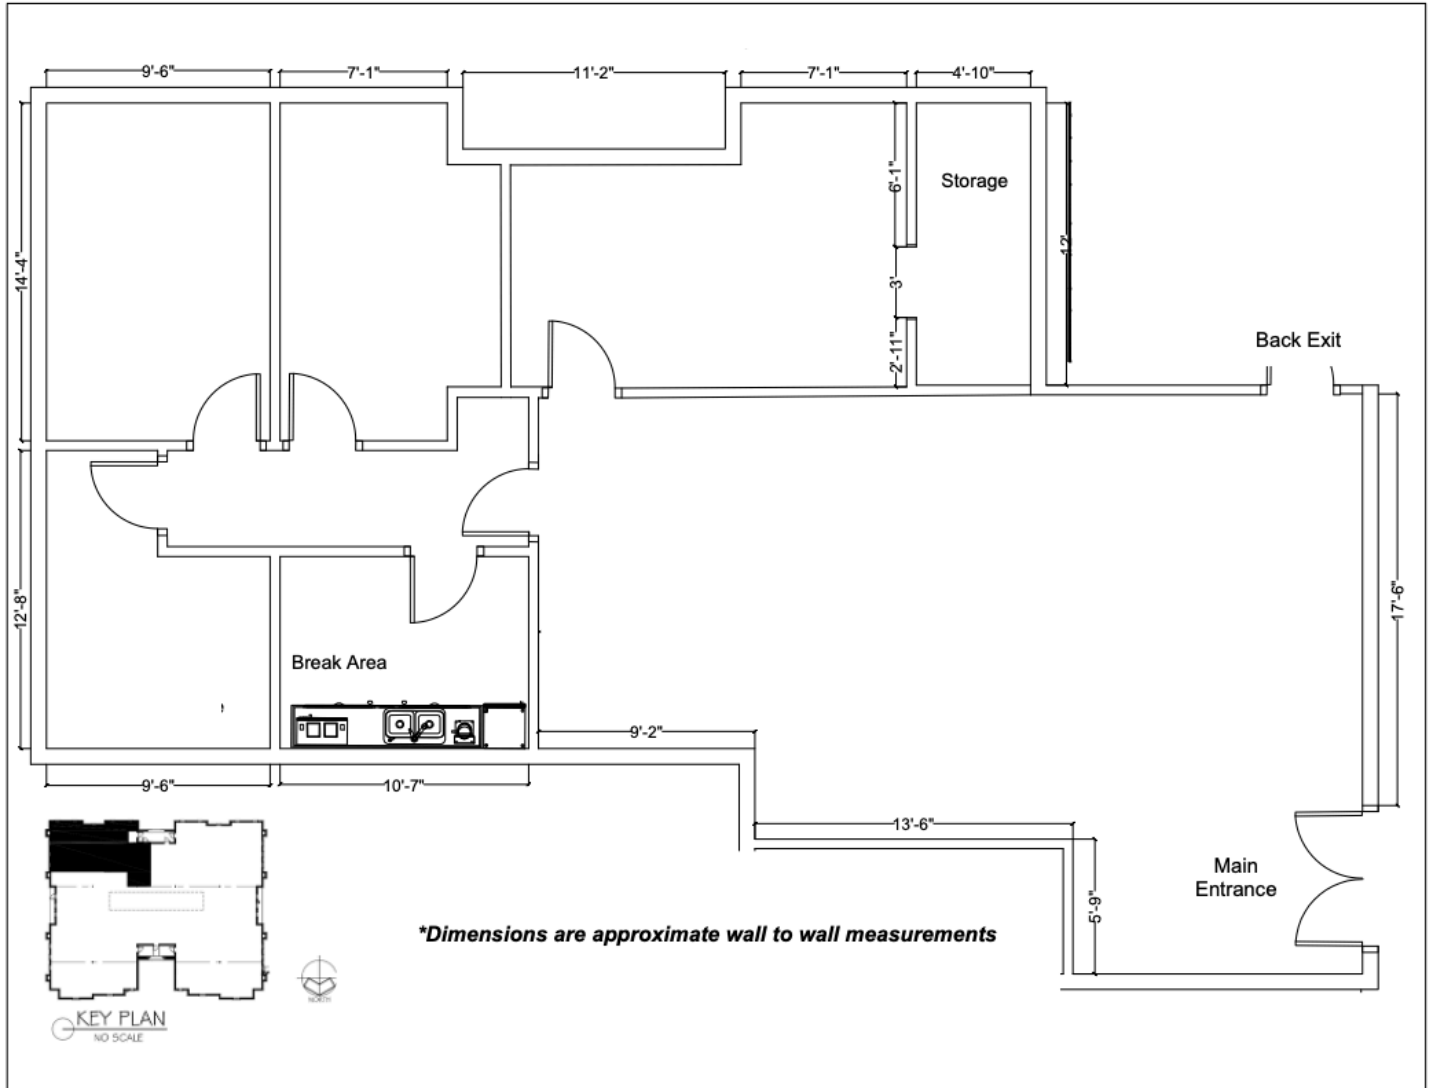 9'-6"
7'-1"
11'-2"
7'-1"
4'-10"
14'-4"
6'-1"
Storage
12'
3'
2'-11"
Back Exit
12'-8"
17'-6"
Break Area
9'-2"
9'-6"
10'-7"
13'-6"
Main
Entrance
5'-9"
*Dimensions are approximate wall to wall measurements
NORTH
KEY PLAN
NO SCALE